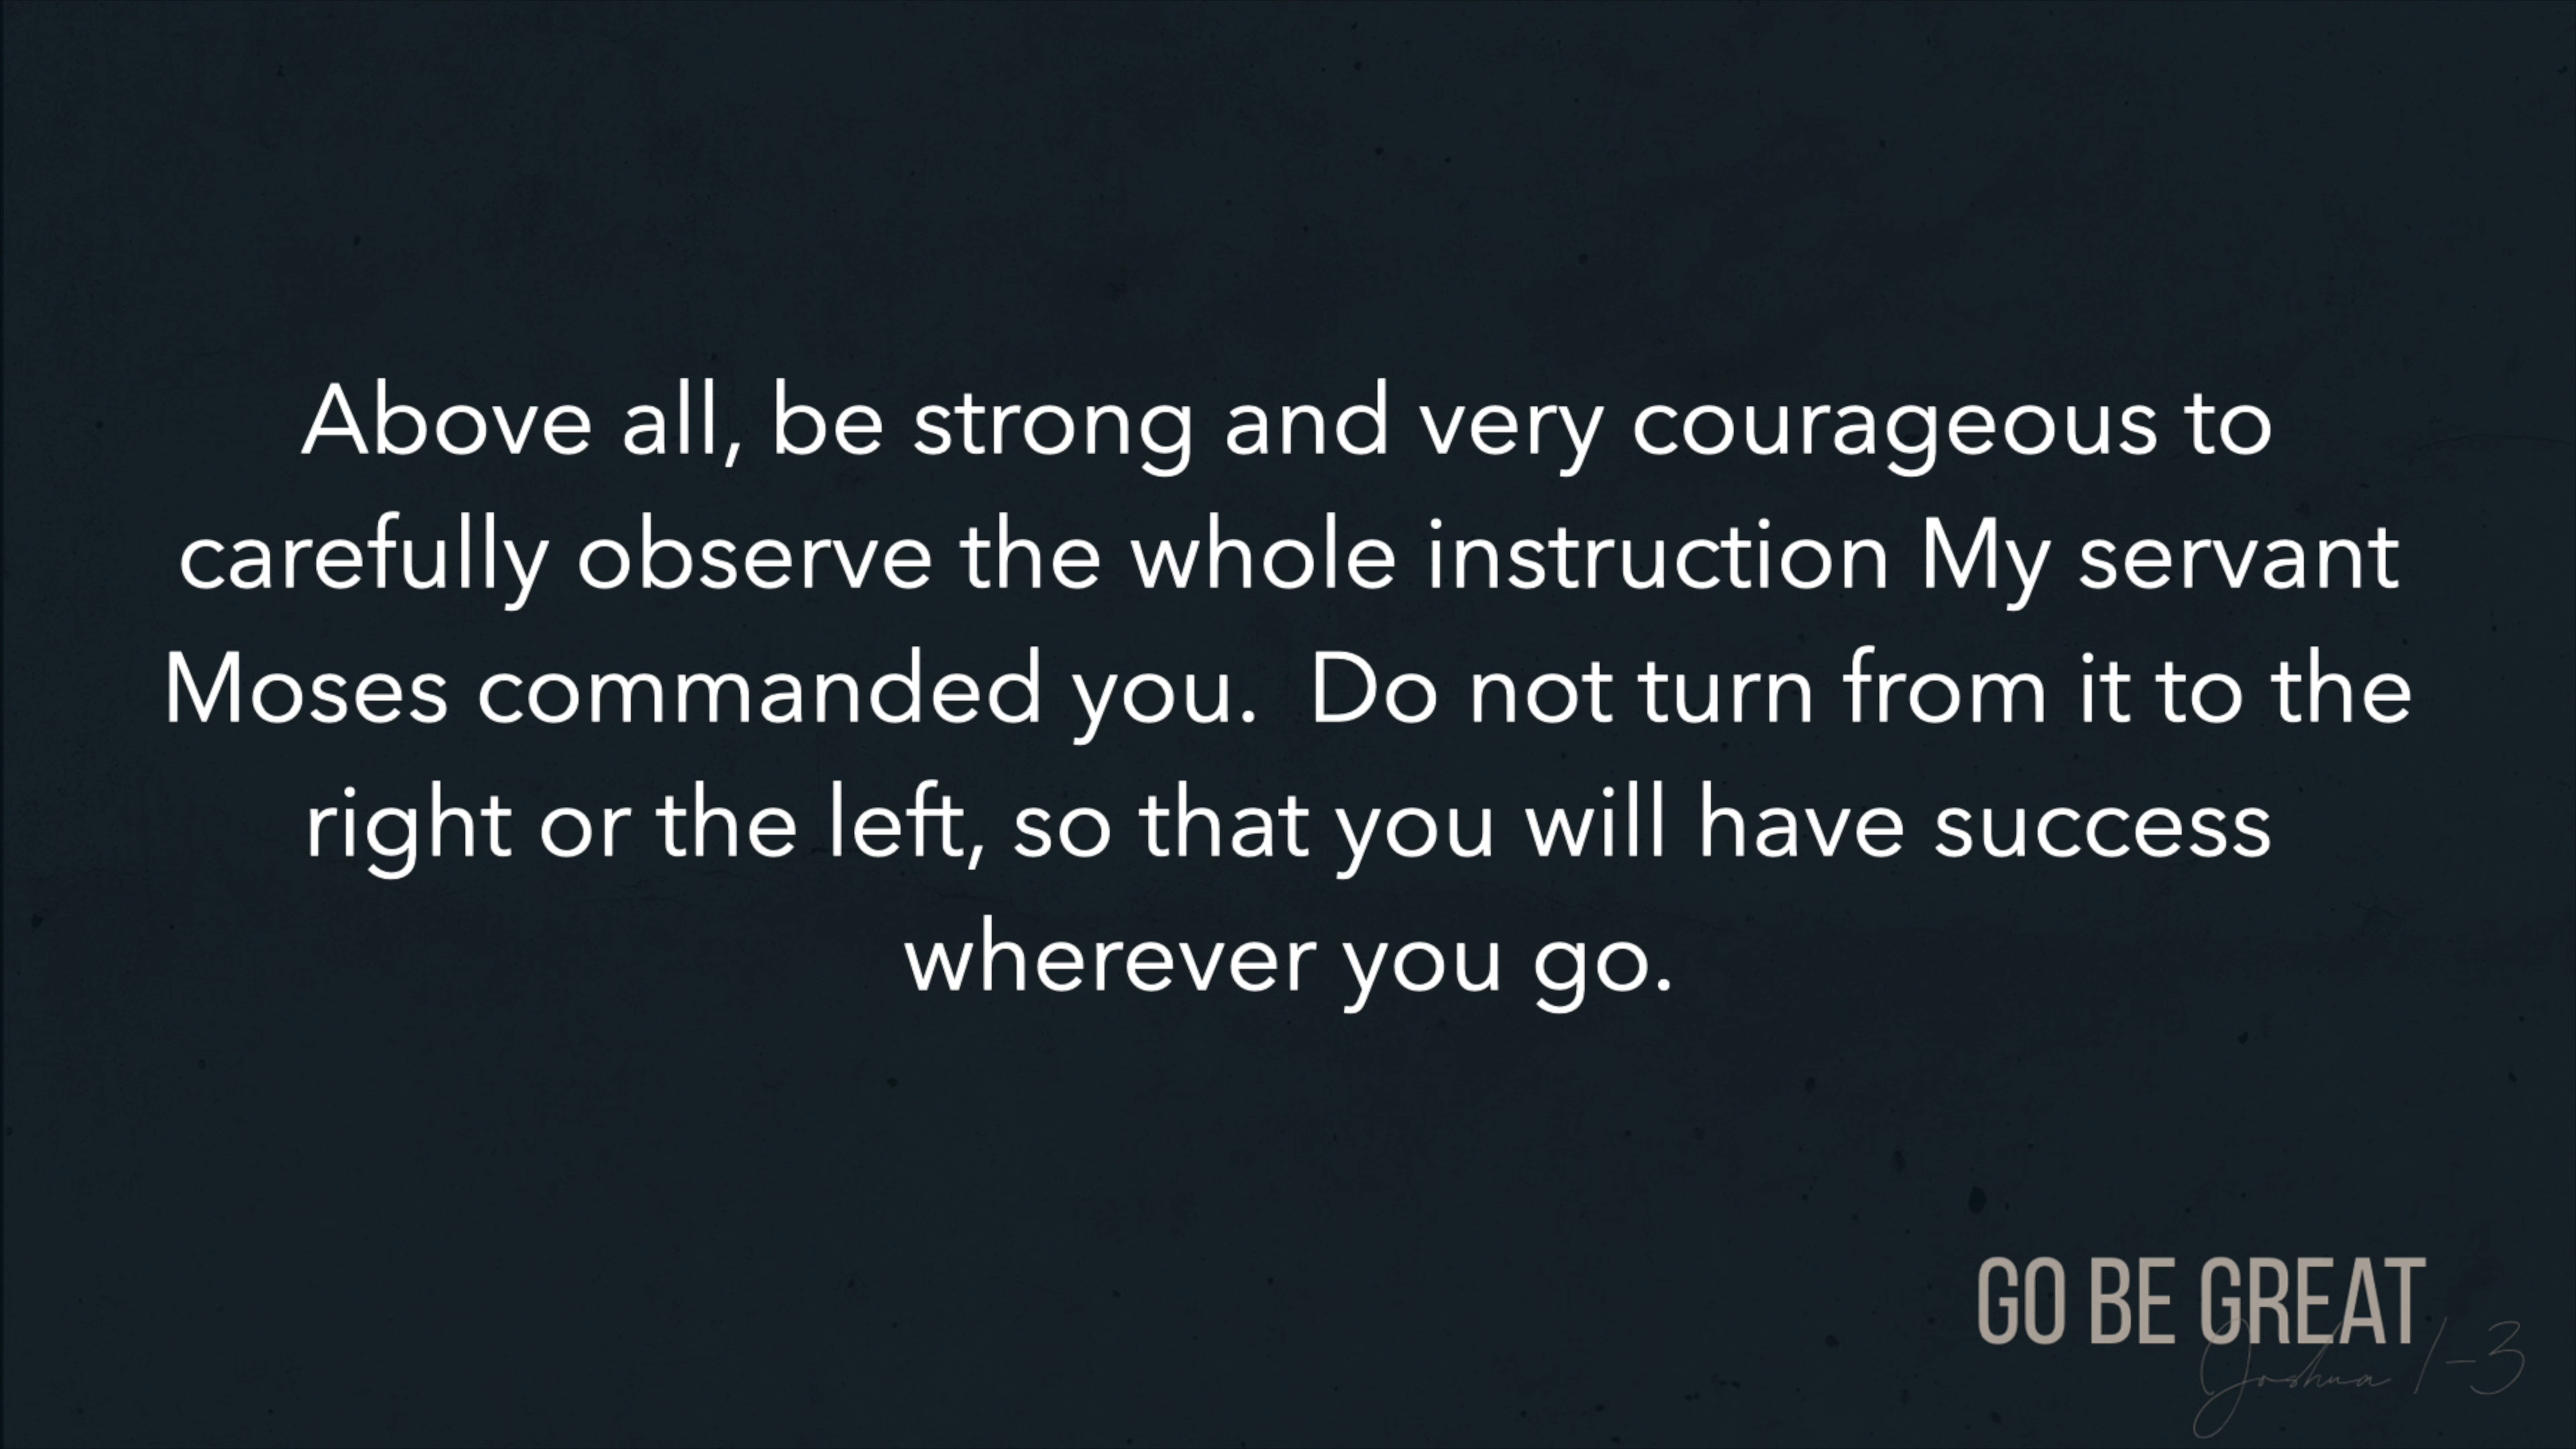 Above all, be strong and very courageous to
carefully observe the whole instruction My servant
Moses commanded you.  Do not turn from it to the
right or the left, so that you will have success
wherever you go.
GO BE GREAT
Joshua 1-3